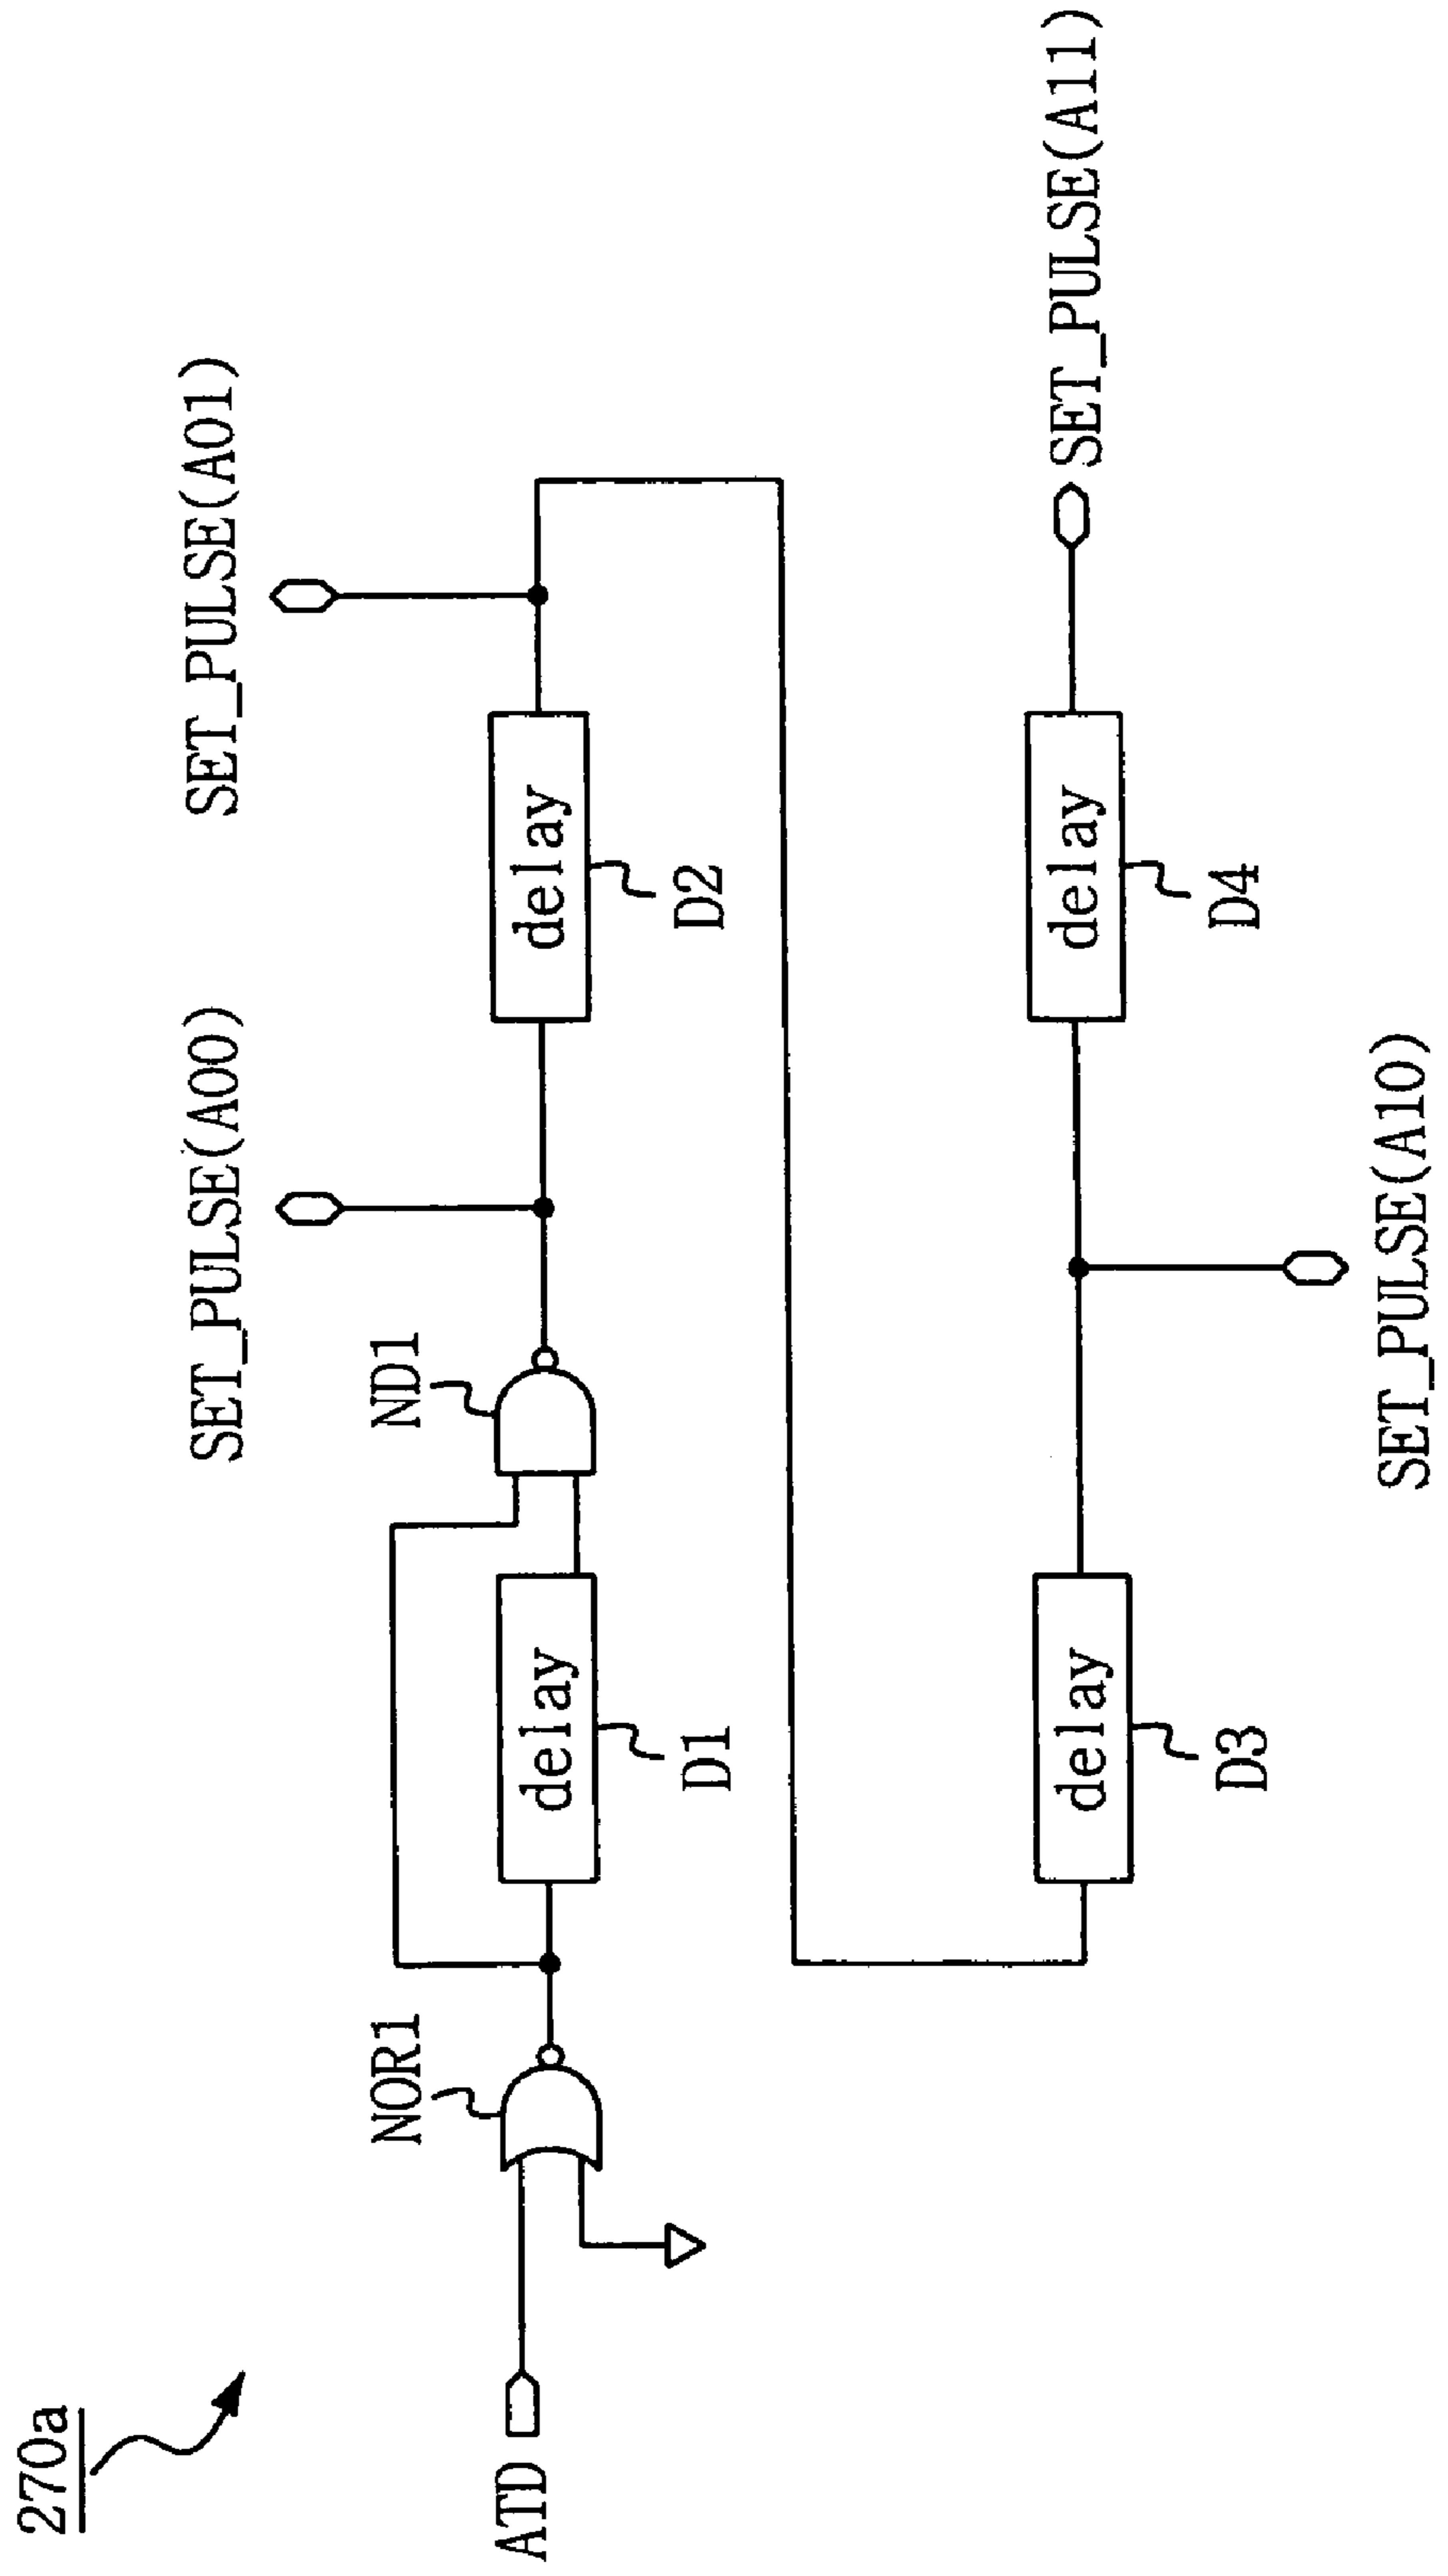 270a
SET_PULSE(A00)
SET_PULSE(A01)
NOR1
ND1
ATD
delay
D1
delay
D2
SET_PULSE(A11)
delay
D3
delay
D4
SET_PULSE(A10)